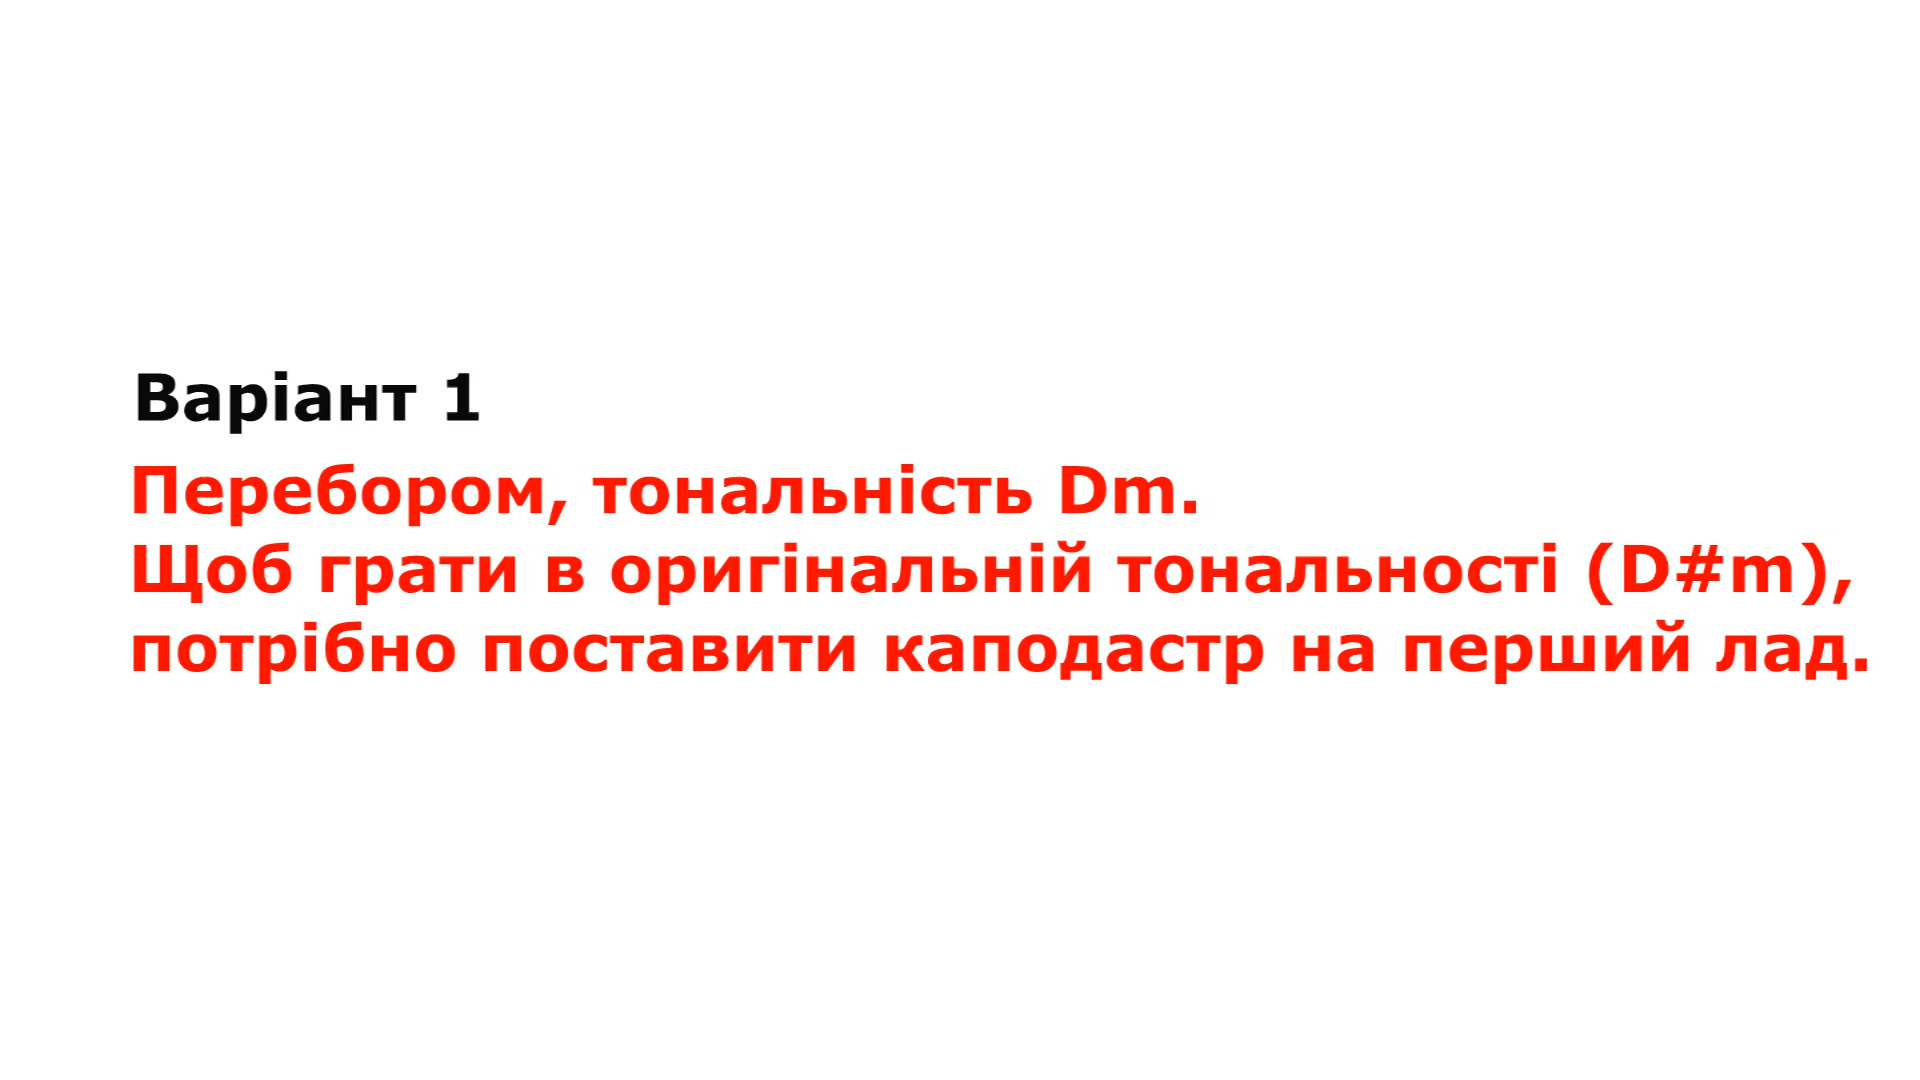 Варіант 1
Перебором, тональність Dm.
Щоб грати в оригінальній тональності (D#m),
потрібно поставити каподастр на перший лад.